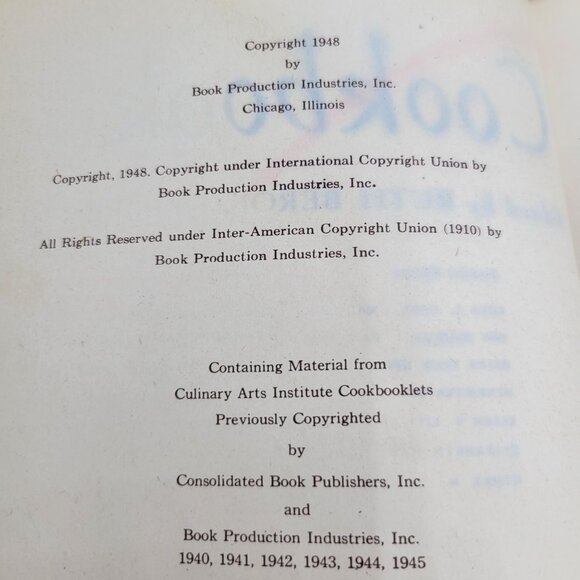 Copyright 1948
by
Book Production Industries, Inc.
Chicago, Illinois
Copyright, 1948. Copyright under International Copyright Union by
Book Production Industries, Inc.
All Rights Reserved under Inter-American Copyright Union (1910) by
Book Production Industries, Inc.
Containing Material from
Culinary Arts Institute Cookbooklets
Previously Copyrighted
by
Consolidated Book Publishers, Inc.
and
Book Production Industries, Inc.
1940, 1941, 1942, 1943, 1944, 1945